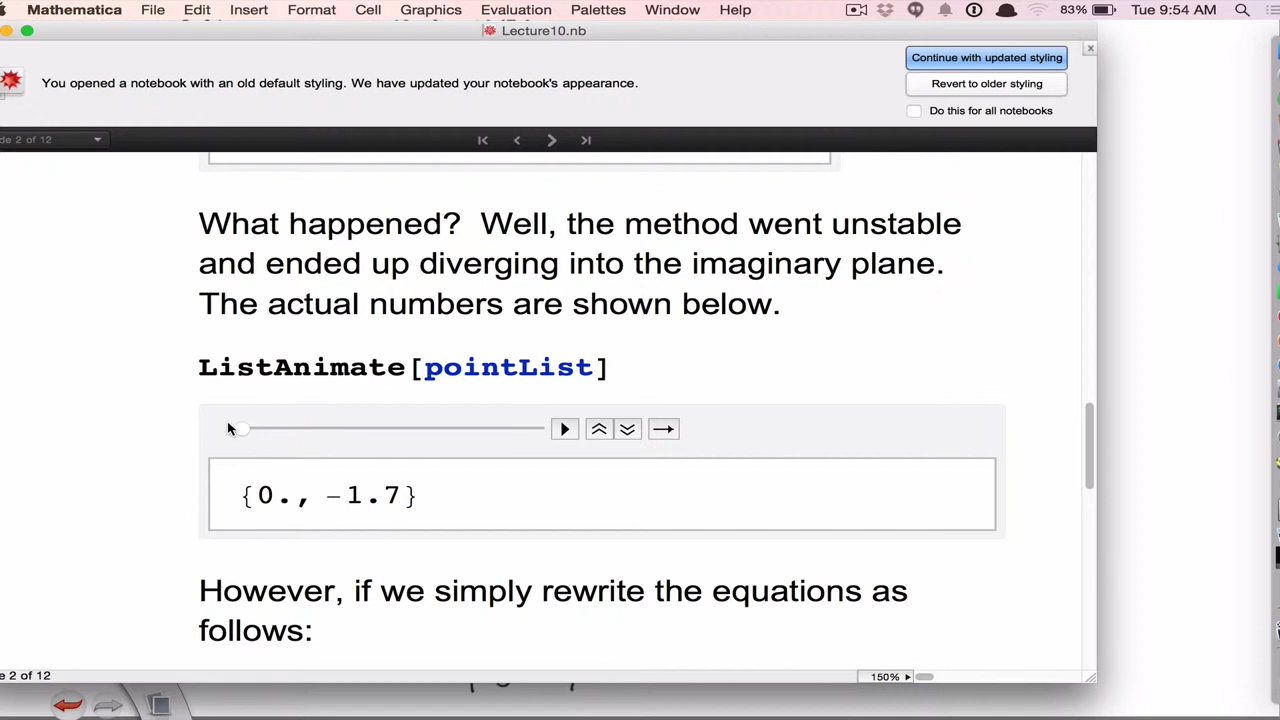 Mathematica File Edit Insert Format Cell Graphics Evaluation Palettes Window Help 83% Tue 9:54 AM
Lecture10.nb
Continue with updated styling
You opened a notebook with an old default styling. We have updated your notebook's appearance.
Revert to older styling
Do this for all notebooks
de 2 of 12
What happened? Well, the method went unstable
and ended up diverging into the imaginary plane.
The actual numbers are shown below.
ListAnimate[pointList]
{0., -1.7}
However, if we simply rewrite the equations as
follows:
de 2 of 12
150%